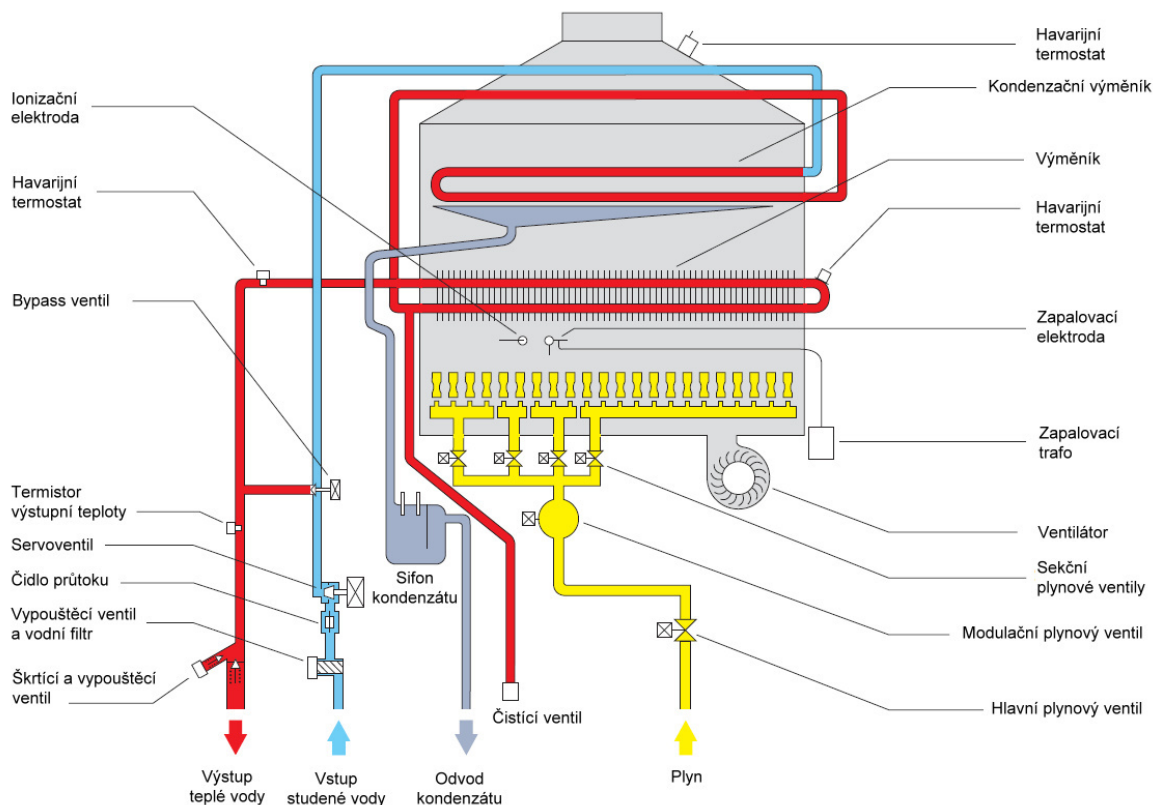 Ionizační
elektroda
Havarijní
termostat
Bypass ventil
Termistor
výstupní teploty
Servoventil
Čidlo průtoku
Vypouštěcí ventil
a vodní filtr
Škrtící a vypouštěcí
ventil
Výstup
teplé vody
Vstup
studené vody
Sifon
kondenzátu
Odvod
kondenzátu
Čistící ventil
Plyn
Havarijní
termostat
Kondenzační výměník
Výměník
Havarijní
termostat
Zapalovací
elektroda
Zapalovací
trafo
Ventilátor
Sekční
plynové ventily
Modulační plynový ventil
Hlavní plynový ventil